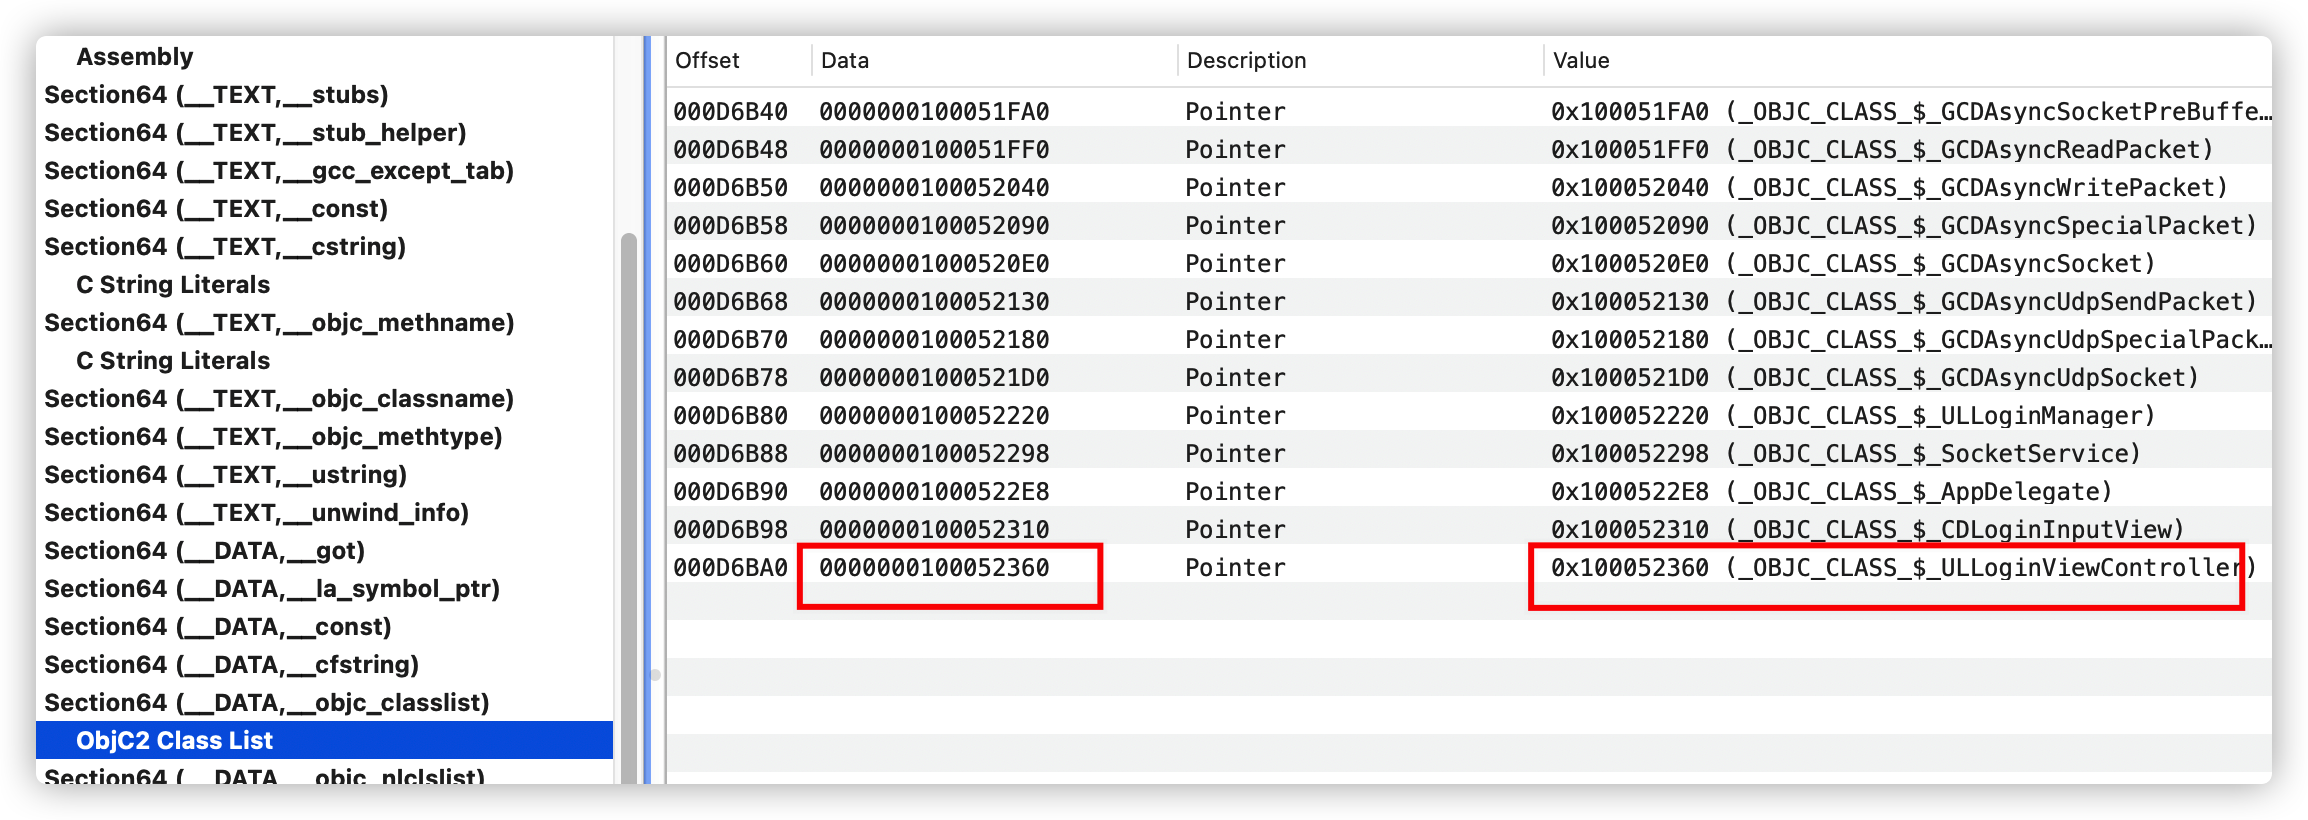 Assembly
Section64 (__TEXT,__stubs)
Section64 (__TEXT,__stub_helper)
Section64 (__TEXT,__gcc_except_tab)
Section64 (__TEXT,__const)
Section64 (__TEXT,__cstring)
C String Literals
Section64 (__TEXT,__objc_methname)
C String Literals
Section64 (__TEXT,__objc_classname)
Section64 (__TEXT,__objc_methtype)
Section64 (__TEXT,__ustring)
Section64 (__TEXT,__unwind_info)
Section64 (__DATA,__got)
Section64 (__DATA,__la_symbol_ptr)
Section64 (__DATA,__const)
Section64 (__DATA,__cfstring)
Section64 (__DATA,__objc_classlist)
ObjC2 Class List
Section64 (__DATA,__objc_nlclslist)
Offset Data Description Value
000D6B40 0000000100051FA0 Pointer 0x100051FA0 (_OBJC_CLASS_$_GCDAsyncSocketPreBuffe…
000D6B48 0000000100051FF0 Pointer 0x100051FF0 (_OBJC_CLASS_$_GCDAsyncReadPacket)
000D6B50 0000000100052040 Pointer 0x100052040 (_OBJC_CLASS_$_GCDAsyncWritePacket)
000D6B58 0000000100052090 Pointer 0x100052090 (_OBJC_CLASS_$_GCDAsyncSpecialPacket)
000D6B60 00000001000520E0 Pointer 0x1000520E0 (_OBJC_CLASS_$_GCDAsyncSocket)
000D6B68 0000000100052130 Pointer 0x100052130 (_OBJC_CLASS_$_GCDAsyncUdpSendPacket)
000D6B70 0000000100052180 Pointer 0x100052180 (_OBJC_CLASS_$_GCDAsyncUdpSpecialPack…
000D6B78 00000001000521D0 Pointer 0x1000521D0 (_OBJC_CLASS_$_GCDAsyncUdpSocket)
000D6B80 0000000100052220 Pointer 0x100052220 (_OBJC_CLASS_$_ULLoginManager)
000D6B88 0000000100052298 Pointer 0x100052298 (_OBJC_CLASS_$_SocketService)
000D6B90 00000001000522E8 Pointer 0x1000522E8 (_OBJC_CLASS_$_AppDelegate)
000D6B98 0000000100052310 Pointer 0x100052310 (_OBJC_CLASS_$_CDLoginInputView)
000D6BA0 0000000100052360 Pointer 0x100052360 (_OBJC_CLASS_$_ULLoginViewController)